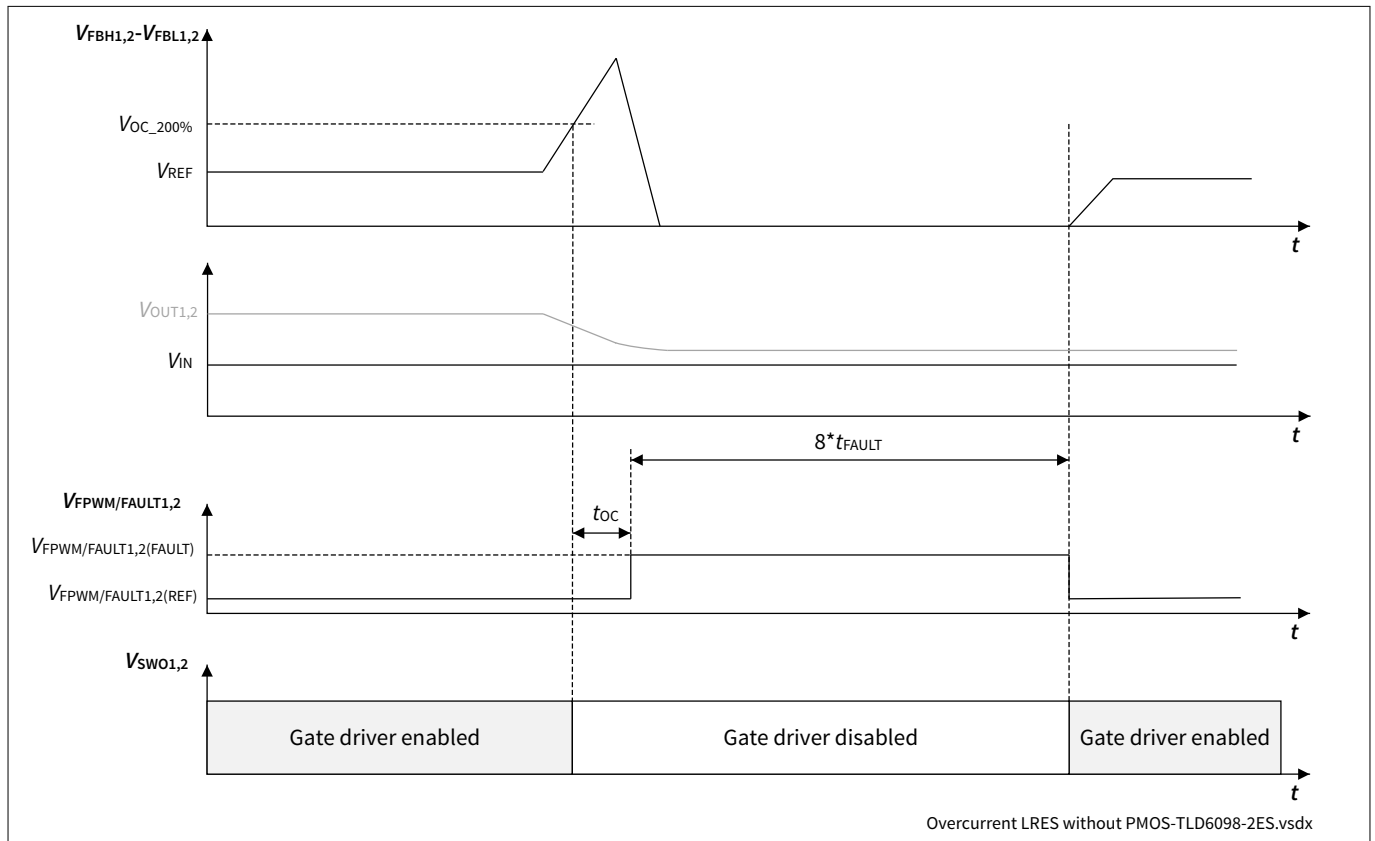 VFBH1,2-VFBL1,2
VOC_200%
VREF
t
VOUT1,2
VIN
t
8*tFAULT
VFPWM/FAULT1,2
tOC
VFPWM/FAULT1,2(FAULT)
VFPWM/FAULT1,2(REF)
t
VSWO1,2
Gate driver enabled Gate driver disabled Gate driver enabled
t
Overcurrent LRES without PMOS-TLD6098-2ES.vsdx